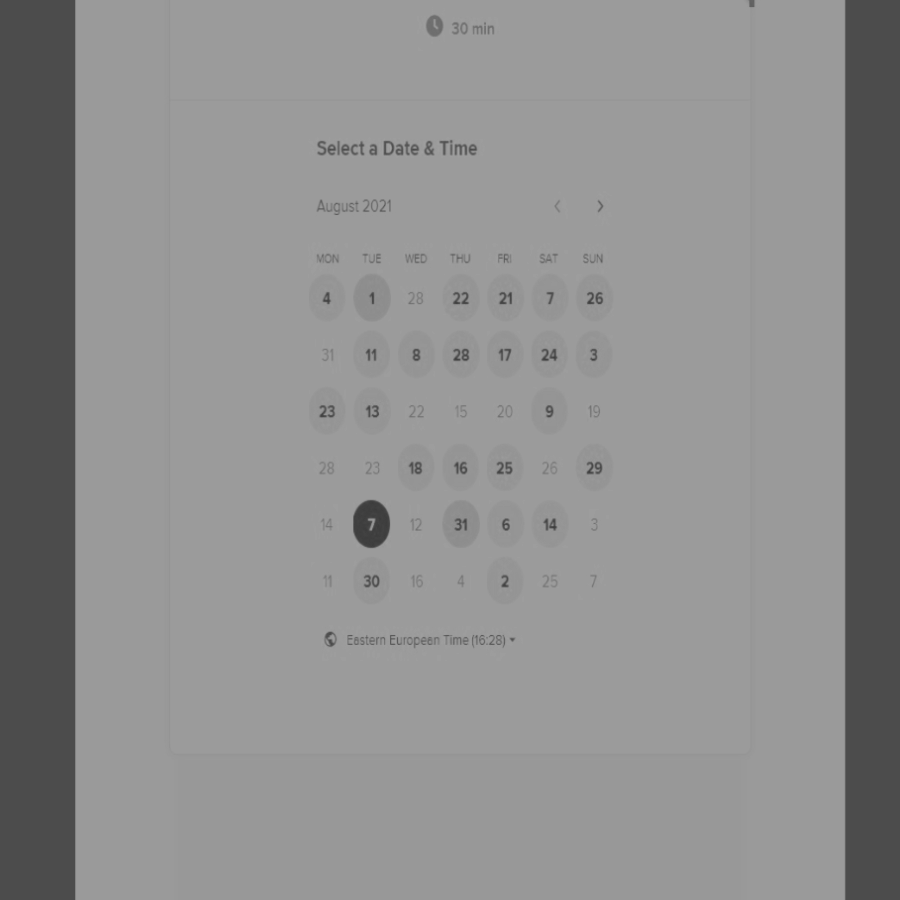 30 min
Select a Date & Time
August 2021
MON TUE WED THU FRI SAT SUN
4 1 28 22 21 7 26
31 11 8 28 17 24 3
23 13 22 15 20 9 19
28 23 18 16 25 26 29
14 7 12 31 6 14 3
11 30 16 4 2 25 7
Eastern European Time (16:28)